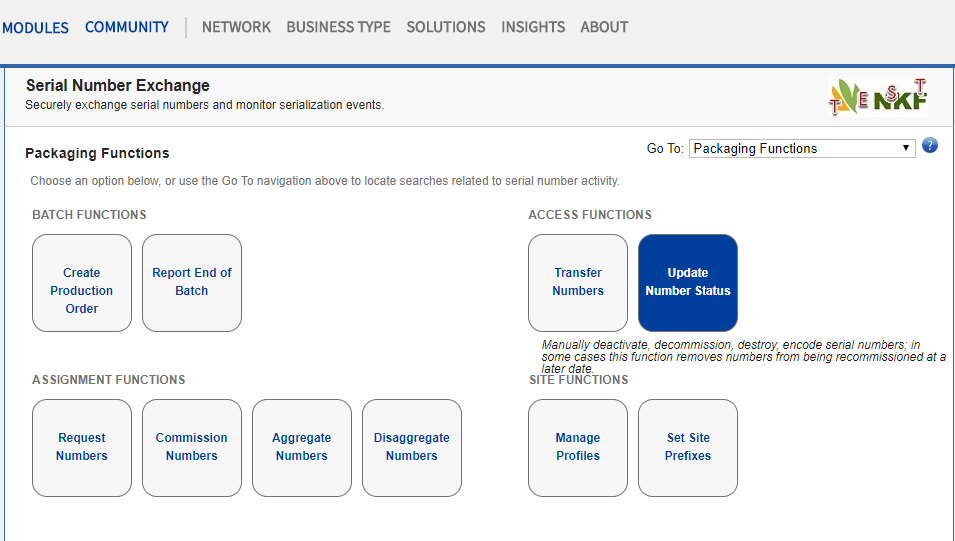 MODULES COMMUNITY NETWORK BUSINESS TYPE SOLUTIONS INSIGHTS ABOUT
Serial Number Exchange
Securely exchange serial numbers and monitor serialization events.
T E S T
NKF
Packaging Functions
Go To: Packaging Functions ?
Choose an option below, or use the Go To navigation above to locate searches related to serial number activity.
BATCH FUNCTIONS
Create
Production
Order
Report End of
Batch
ACCESS FUNCTIONS
Transfer
Numbers
Update
Number Status
Manually deactivate, decommission, destroy, encode serial numbers; in
some cases this function removes numbers from being recommissioned at a
later date.
ASSIGNMENT FUNCTIONS
Request
Numbers
Commission
Numbers
Aggregate
Numbers
Disaggregate
Numbers
SITE FUNCTIONS
Manage
Profiles
Set Site
Prefixes